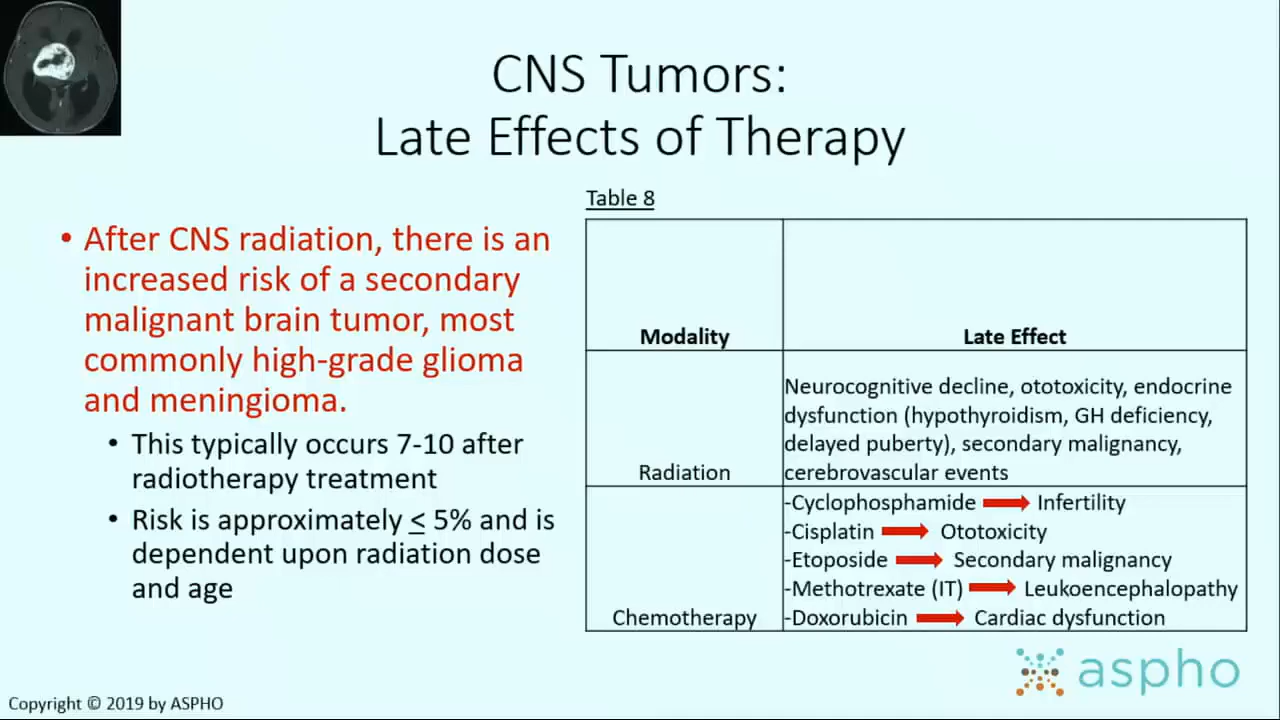 CNS Tumors:
Late Effects of Therapy
• After CNS radiation, there is an
increased risk of a secondary
malignant brain tumor, most
commonly high-grade glioma
and meningioma.
• This typically occurs 7-10 after
radiotherapy treatment
• Risk is approximately ≤ 5% and is
dependent upon radiation dose
and age
Table 8
Modality
Late Effect
Neurocognitive decline, ototoxicity, endocrine
dysfunction (hypothyroidism, GH deficiency,
delayed puberty), secondary malignancy,
Radiation
cerebrovascular events
-Cyclophosphamide → Infertility
-Cisplatin → Ototoxicity
-Etoposide → Secondary malignancy
-Methotrexate (IT) → Leukoencephalopathy
Chemotherapy
-Doxorubicin → Cardiac dysfunction
aspho
Copyright © 2019 by ASPHO